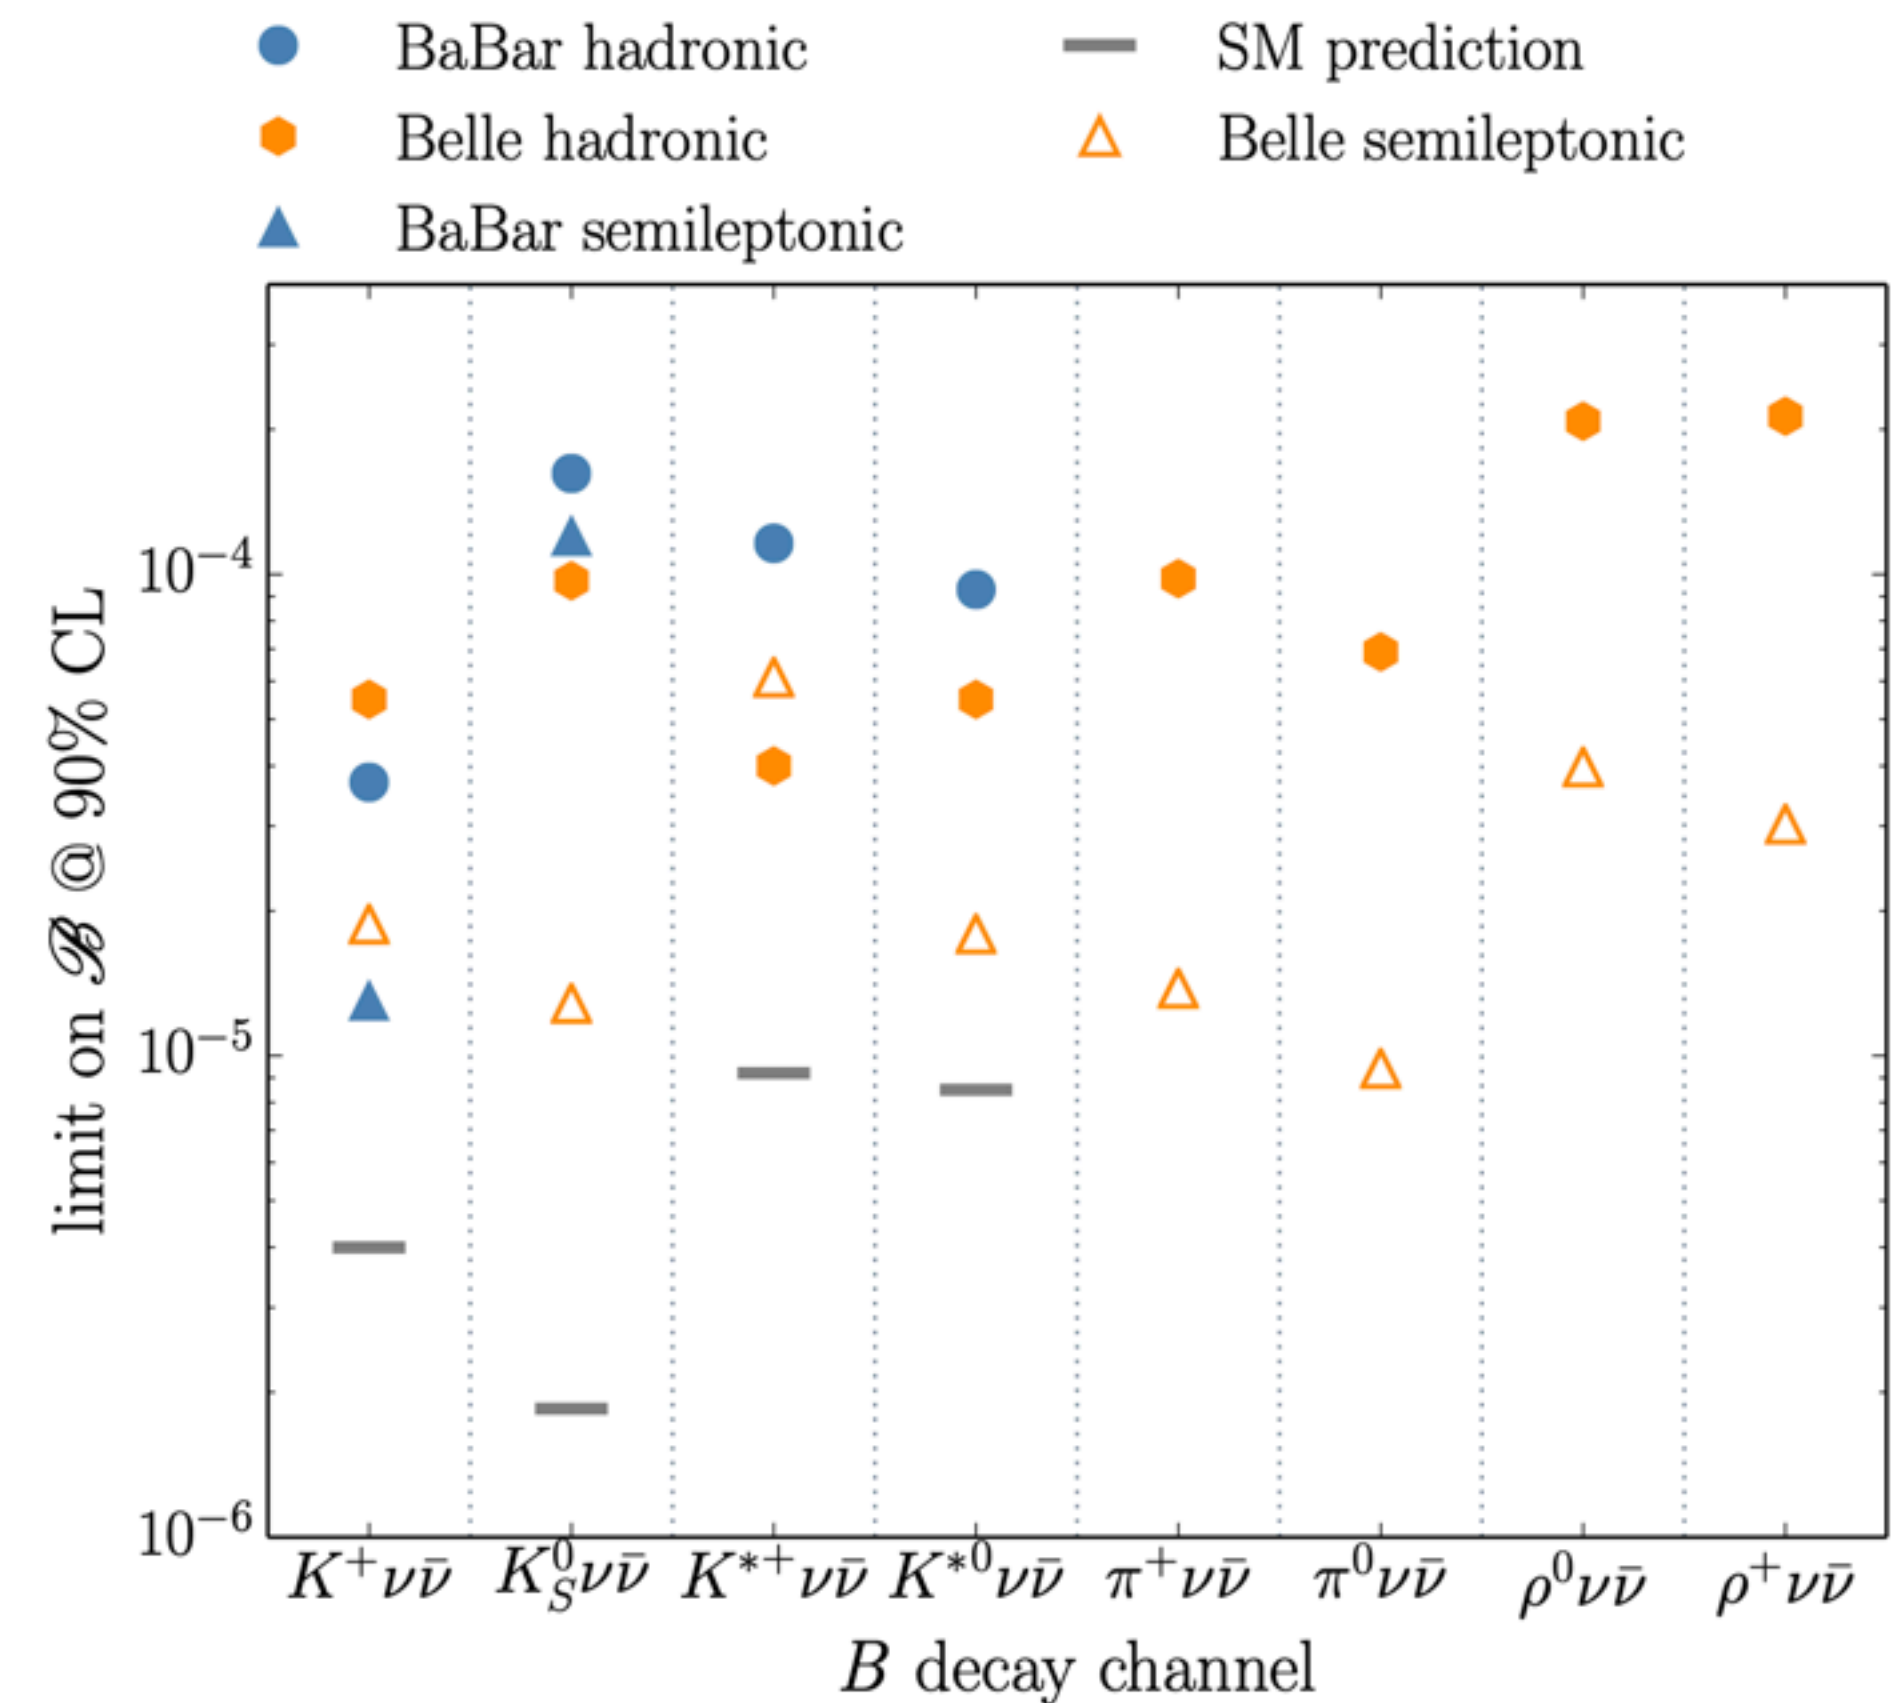 BaBar hadronic
Belle hadronic
BaBar semileptonic
SM prediction
Belle semileptonic
limit on ℬ @ 90% CL
10⁻⁴
10⁻⁵
10⁻⁶
K⁺νν̄ K⁰_Sνν̄ K*⁺νν̄ K*⁰νν̄ π⁺νν̄ π⁰νν̄ ρ⁰νν̄ ρ⁺νν̄
B decay channel